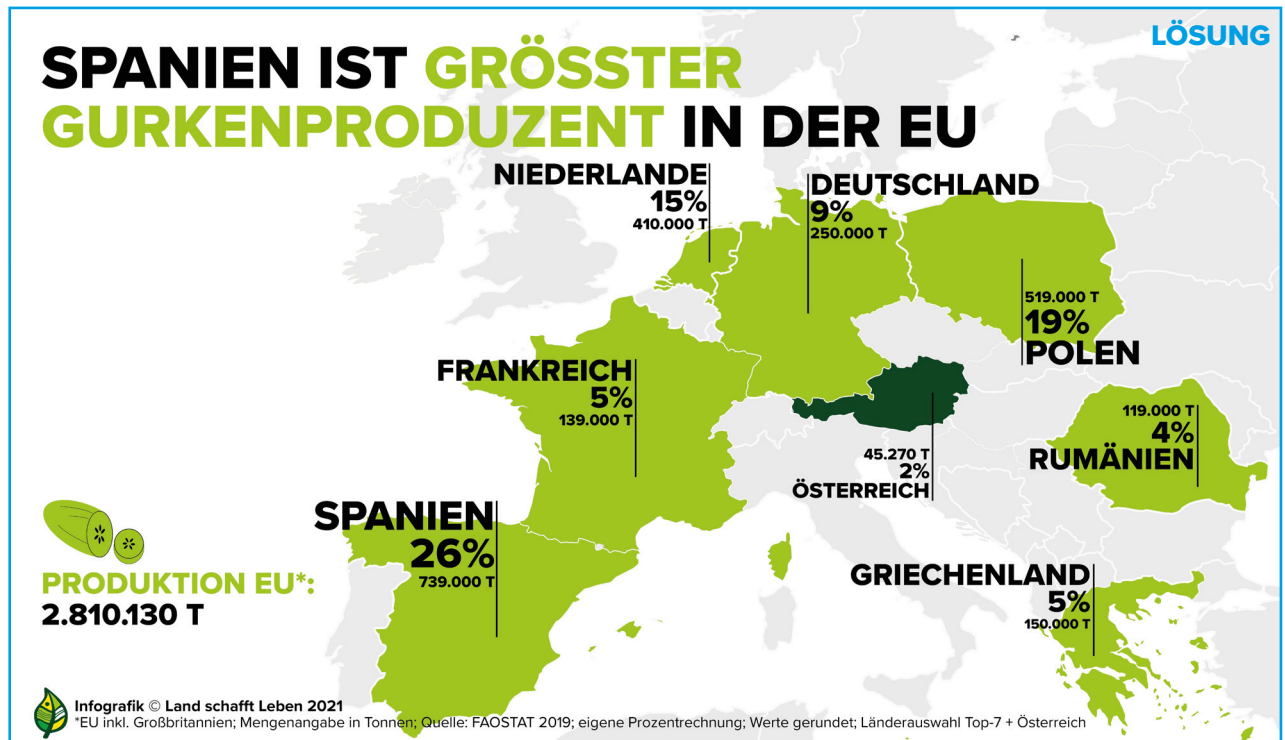 LÖSUNG
SPANIEN IST GRÖSSTER
GURKENPRODUZENT IN DER EU
NIEDERLANDE
15%
410.000 T
DEUTSCHLAND
9%
250.000 T
519.000 T
19%
POLEN
FRANKREICH
5%
139.000 T
45.270 T
2%
ÖSTERREICH
119.000 T
4%
RUMÄNIEN
SPANIEN
26%
739.000 T
GRIECHENLAND
5%
150.000 T
PRODUKTION EU*:
2.810.130 T
Infografik © Land schafft Leben 2021
*EU inkl. Großbritannien; Mengenangabe in Tonnen; Quelle: FAOSTAT 2019; eigene Prozentrechnung; Werte gerundet; Länderauswahl Top-7 + Österreich